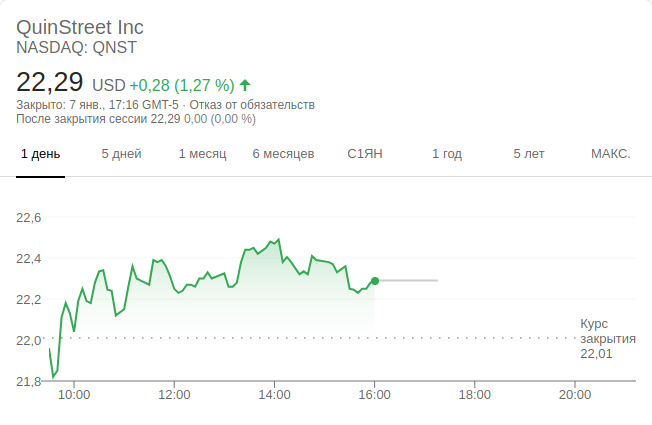 QuinStreet Inc
NASDAQ: QNST
22,29 USD +0,28 (1,27 %)
Закрыто: 7 янв., 17:16 GMT-5 · Отказ от обязательств
После закрытия сессии 22,29 0,00 (0,00 %)
1 день 5 дней 1 месяц 6 месяцев С1ЯН 1 год 5 лет МАКС.
22,6
22,4
22,2
22,0
21,8
Курс
закрытия
22,01
10:00 12:00 14:00 16:00 18:00 20:00